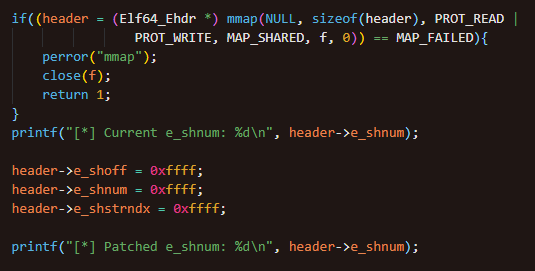 if((header = (Elf64_Ehdr *) mmap(NULL, sizeof(header), PROT_READ |
PROT_WRITE, MAP_SHARED, f, 0)) == MAP_FAILED){
perror("mmap");
close(f);
return 1;
}
printf("[*] Current e_shnum: %d\n", header->e_shnum);
header->e_shoff = 0xffff;
header->e_shnum = 0xffff;
header->e_shstrndx = 0xffff;
printf("[*] Patched e_shnum: %d\n", header->e_shnum);